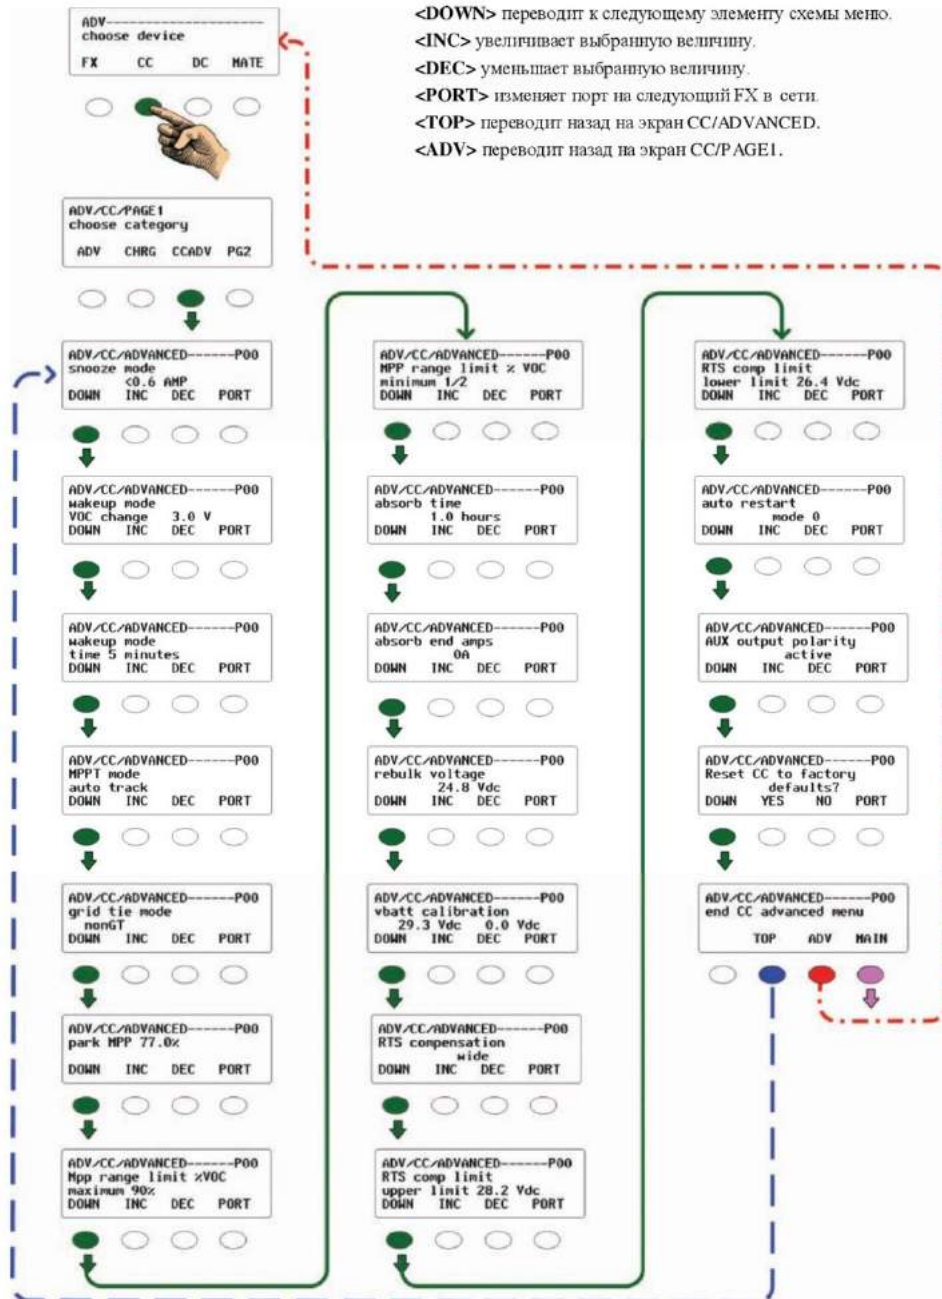 ADV-------------------
choose device
FX CC DC MATE
<DOWN> переводит к следующему элементу схемы меню.
<INC> увеличивает выбранную величину.
<DEC> уменьшает выбранную величину.
<PORT> изменяет порт на следующий FX в сети.
<TOP> переводит назад на экран CC/ADVANCED.
<ADV> переводит назад на экран CC/PAGE1.
ADV/CC/PAGE1
choose category
ADV CHRG CCADV PG2
ADV/CC/ADVANCED------P00
snooze mode
<0.6 AMP
DOWN INC DEC PORT
ADV/CC/ADVANCED------P00
wakeup mode
VOC change 3.0 V
DOWN INC DEC PORT
ADV/CC/ADVANCED------P00
wakeup mode
time 5 minutes
DOWN INC DEC PORT
ADV/CC/ADVANCED------P00
MPPT mode
auto track
DOWN INC DEC PORT
ADV/CC/ADVANCED------P00
grid tie mode
nonGT
DOWN INC DEC PORT
ADV/CC/ADVANCED------P00
park MPP 77.0%
DOWN INC DEC PORT
ADV/CC/ADVANCED------P00
Mpp range limit %VOC
maximum 90%
DOWN INC DEC PORT
ADV/CC/ADVANCED------P00
MPP range limit % VOC
minimum 1/2
DOWN INC DEC PORT
ADV/CC/ADVANCED------P00
absorb time
1.0 hours
DOWN INC DEC PORT
ADV/CC/ADVANCED------P00
absorb end amps
0A
DOWN INC DEC PORT
ADV/CC/ADVANCED------P00
rebulk voltage
24.8 Vdc
DOWN INC DEC PORT
ADV/CC/ADVANCED------P00
vbatt calibration
29.3 Vdc 0.0 Vdc
DOWN INC DEC PORT
ADV/CC/ADVANCED------P00
RTS compensation
wide
DOWN INC DEC PORT
ADV/CC/ADVANCED------P00
RTS comp limit
upper limit 28.2 Vdc
DOWN INC DEC PORT
ADV/CC/ADVANCED------P00
RTS comp limit
lower limit 26.4 Vdc
DOWN INC DEC PORT
ADV/CC/ADVANCED------P00
auto restart
mode 0
DOWN INC DEC PORT
ADV/CC/ADVANCED------P00
AUX output polarity
active
DOWN INC DEC PORT
ADV/CC/ADVANCED------P00
Reset CC to factory
defaults?
DOWN YES NO PORT
ADV/CC/ADVANCED------P00
end CC advanced menu
TOP ADV MAIN